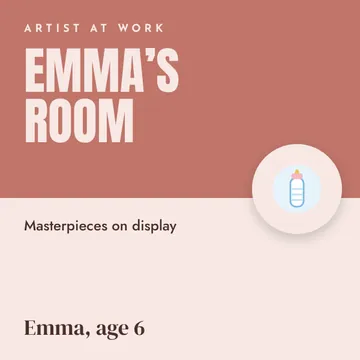 ARTIST AT WORK
EMMA’S
ROOM
Masterpieces on display
Emma, age 6